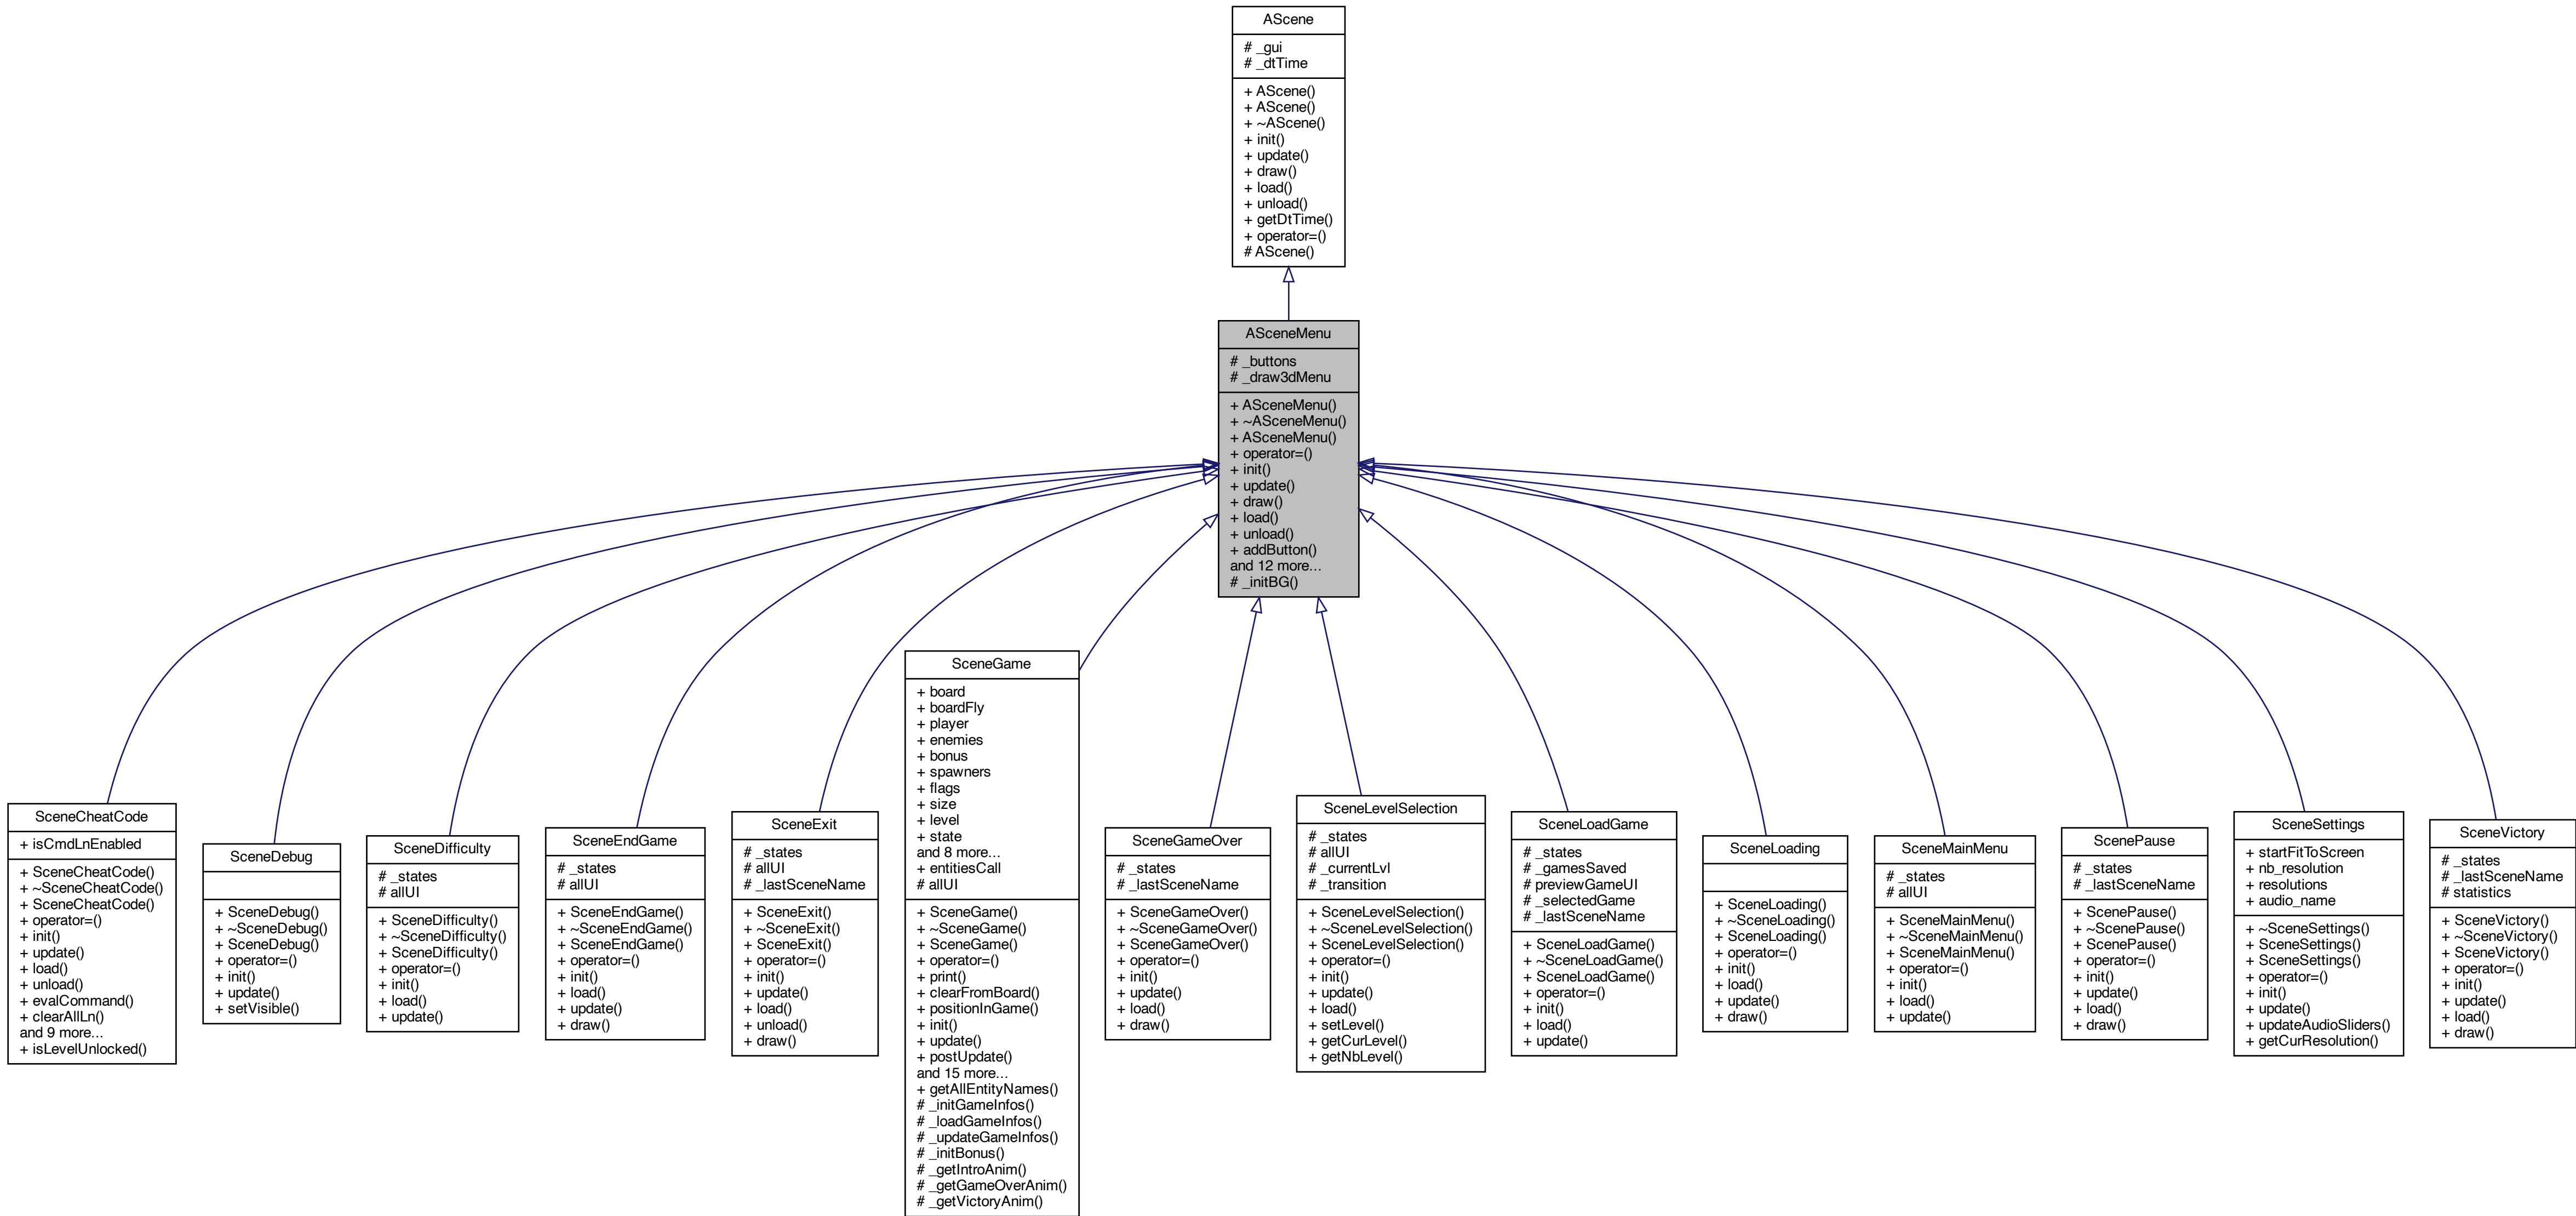 AScene
# _gui
# _dtTime
+ AScene()
+ AScene()
+ ~AScene()
+ init()
+ update()
+ draw()
+ load()
+ unload()
+ getDtTime()
+ operator=()
# AScene()
ASceneMenu
# _buttons
# _draw3dMenu
+ ASceneMenu()
+ ~ASceneMenu()
+ ASceneMenu()
+ operator=()
+ init()
+ update()
+ draw()
+ load()
+ unload()
+ addButton()
and 12 more...
# _initBG()
SceneCheatCode
+ isCmdLnEnabled
+ SceneCheatCode()
+ ~SceneCheatCode()
+ SceneCheatCode()
+ operator=()
+ init()
+ update()
+ load()
+ unload()
+ evalCommand()
+ clearAllLn()
and 9 more...
+ isLevelUnlocked()
SceneDebug
+ SceneDebug()
+ ~SceneDebug()
+ SceneDebug()
+ operator=()
+ init()
+ update()
+ setVisible()
SceneDifficulty
# _states
# allUI
+ SceneDifficulty()
+ ~SceneDifficulty()
+ SceneDifficulty()
+ operator=()
+ init()
+ load()
+ update()
SceneEndGame
# _states
# allUI
+ SceneEndGame()
+ ~SceneEndGame()
+ SceneEndGame()
+ operator=()
+ init()
+ load()
+ update()
+ draw()
SceneExit
# _states
# allUI
# _lastSceneName
+ SceneExit()
+ ~SceneExit()
+ SceneExit()
+ operator=()
+ init()
+ update()
+ load()
+ unload()
+ draw()
SceneGame
+ board
+ boardFly
+ player
+ enemies
+ bonus
+ spawners
+ flags
+ size
+ level
+ state
and 8 more...
+ entitiesCall
# allUI
+ SceneGame()
+ ~SceneGame()
+ SceneGame()
+ operator=()
+ print()
+ clearFromBoard()
+ positionInGame()
+ init()
+ update()
+ postUpdate()
and 15 more...
+ getAllEntityNames()
# _initGameInfos()
# _loadGameInfos()
# _updateGameInfos()
# _initBonus()
# _getIntroAnim()
# _getGameOverAnim()
# _getVictoryAnim()
SceneGameOver
# _states
# _lastSceneName
+ SceneGameOver()
+ ~SceneGameOver()
+ SceneGameOver()
+ operator=()
+ init()
+ update()
+ load()
+ draw()
SceneLevelSelection
# _states
# allUI
# _currentLvl
# _transition
+ SceneLevelSelection()
+ ~SceneLevelSelection()
+ SceneLevelSelection()
+ operator=()
+ init()
+ update()
+ load()
+ setLevel()
+ getCurLevel()
+ getNbLevel()
SceneLoadGame
# _states
# _gamesSaved
# previewGameUI
# _selectedGame
# _lastSceneName
+ SceneLoadGame()
+ ~SceneLoadGame()
+ SceneLoadGame()
+ operator=()
+ init()
+ load()
+ update()
SceneLoading
+ SceneLoading()
+ ~SceneLoading()
+ SceneLoading()
+ operator=()
+ init()
+ load()
+ update()
+ draw()
SceneMainMenu
# _states
# allUI
+ SceneMainMenu()
+ ~SceneMainMenu()
+ SceneMainMenu()
+ operator=()
+ init()
+ load()
+ update()
ScenePause
# _states
# _lastSceneName
+ ScenePause()
+ ~ScenePause()
+ ScenePause()
+ operator=()
+ init()
+ update()
+ load()
+ draw()
SceneSettings
+ startFitToScreen
+ nb_resolution
+ resolutions
+ audio_name
+ ~SceneSettings()
+ SceneSettings()
+ SceneSettings()
+ operator=()
+ init()
+ update()
+ updateAudioSliders()
+ getCurResolution()
SceneVictory
# _states
# _lastSceneName
# statistics
+ SceneVictory()
+ ~SceneVictory()
+ SceneVictory()
+ operator=()
+ init()
+ update()
+ load()
+ draw()